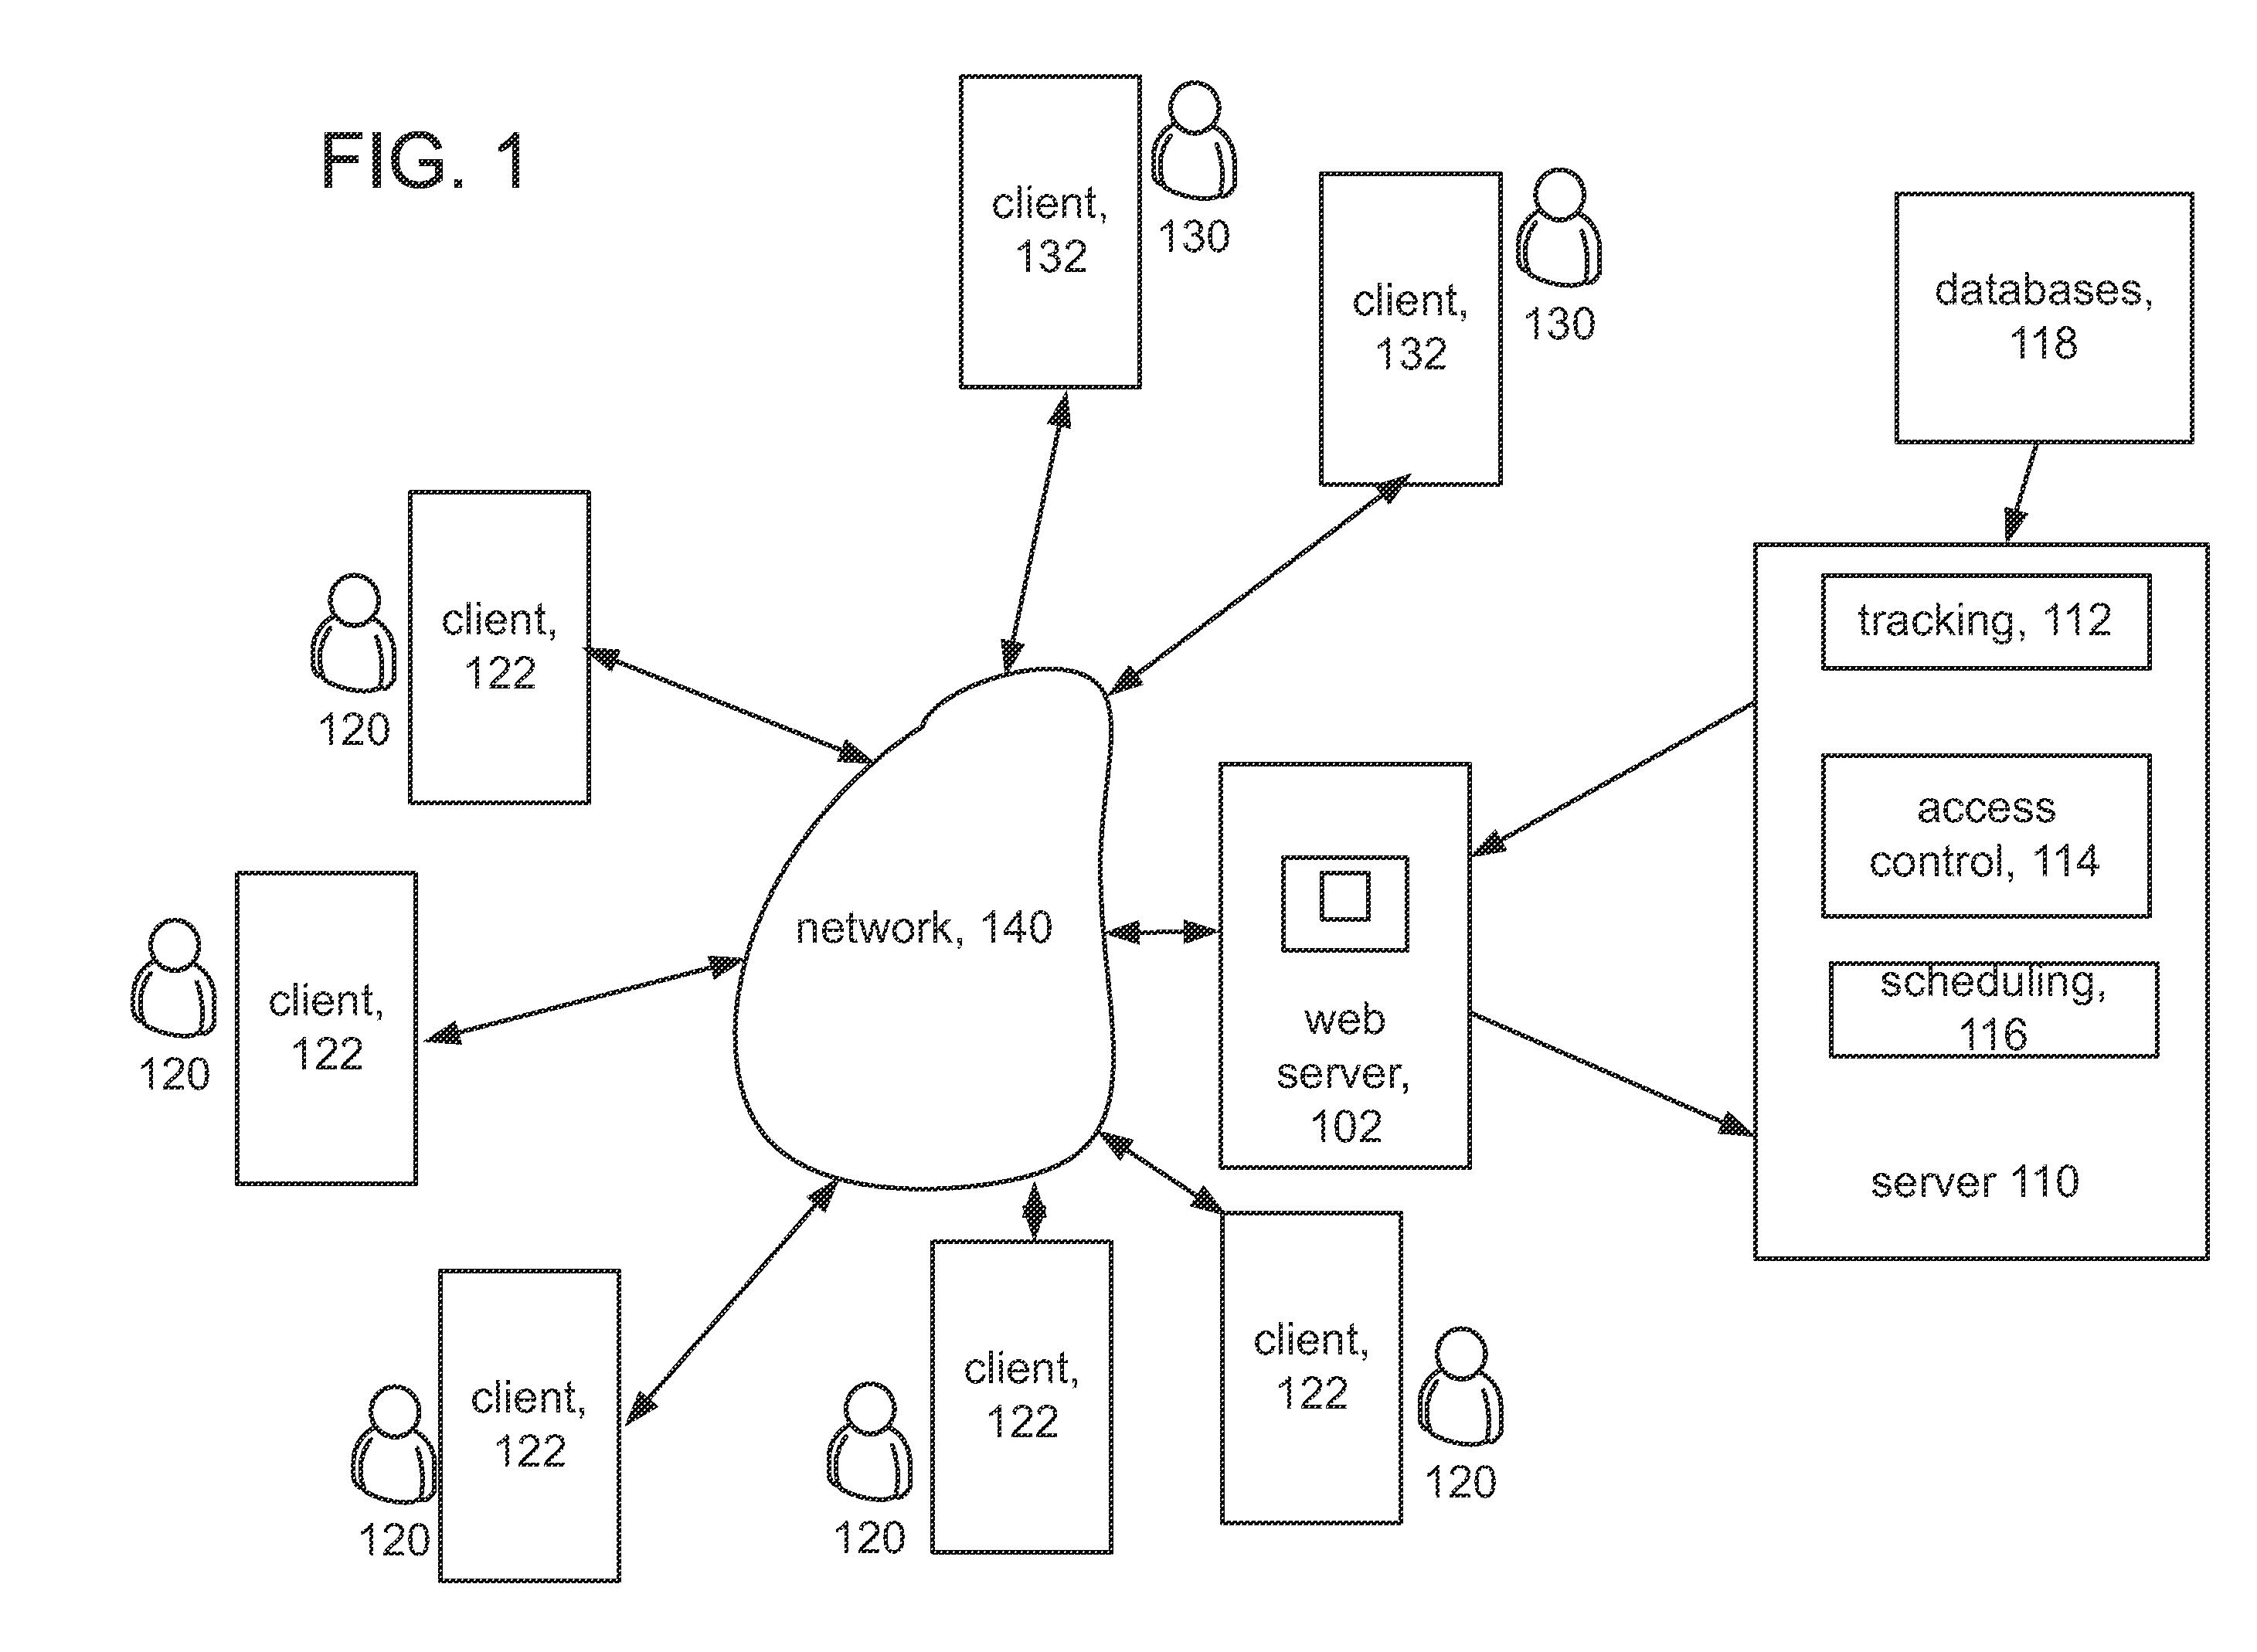 FIG. 1
client,
132
130
client,
132
130
databases,
118
client,
122
120
tracking, 112
access
control, 114
scheduling,
116
server 110
network, 140
web
server,
102
client,
122
120
client,
122
120
client,
122
120
client,
122
120